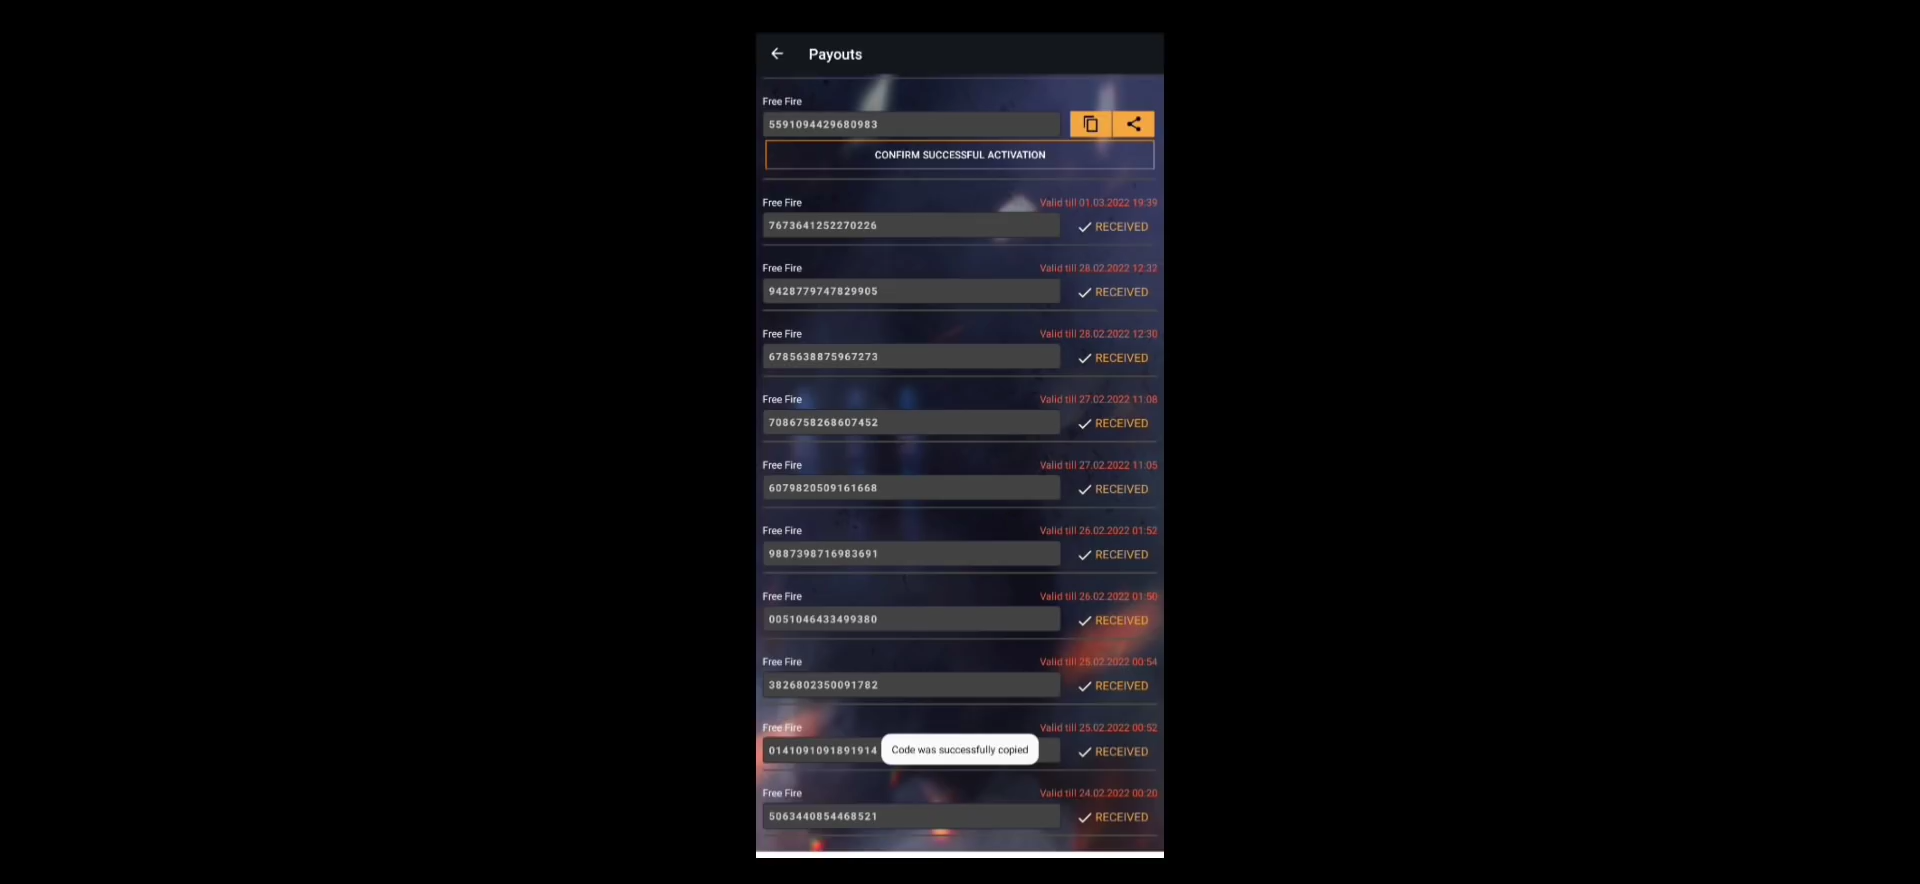 Payouts
Free Fire
5591094429680983
CONFIRM SUCCESSFUL ACTIVATION
Free Fire Valid till 01.03.2022 19:39
7673641252270226 RECEIVED
Free Fire Valid till 28.02.2022 12:32
9428779747829905 RECEIVED
Free Fire Valid till 28.02.2022 12:30
6785638875967273 RECEIVED
Free Fire Valid till 27.02.2022 11:08
7086758268607452 RECEIVED
Free Fire Valid till 27.02.2022 11:05
6079820509161668 RECEIVED
Free Fire Valid till 26.02.2022 01:52
9887398716983691 RECEIVED
Free Fire Valid till 26.02.2022 01:50
0051046433499380 RECEIVED
Free Fire Valid till 25.02.2022 00:54
3826802350091782 RECEIVED
Free Fire Valid till 25.02.2022 00:52
0141091091891914 Code was successfully copied RECEIVED
Free Fire Valid till 24.02.2022 00:20
5063440854468521 RECEIVED